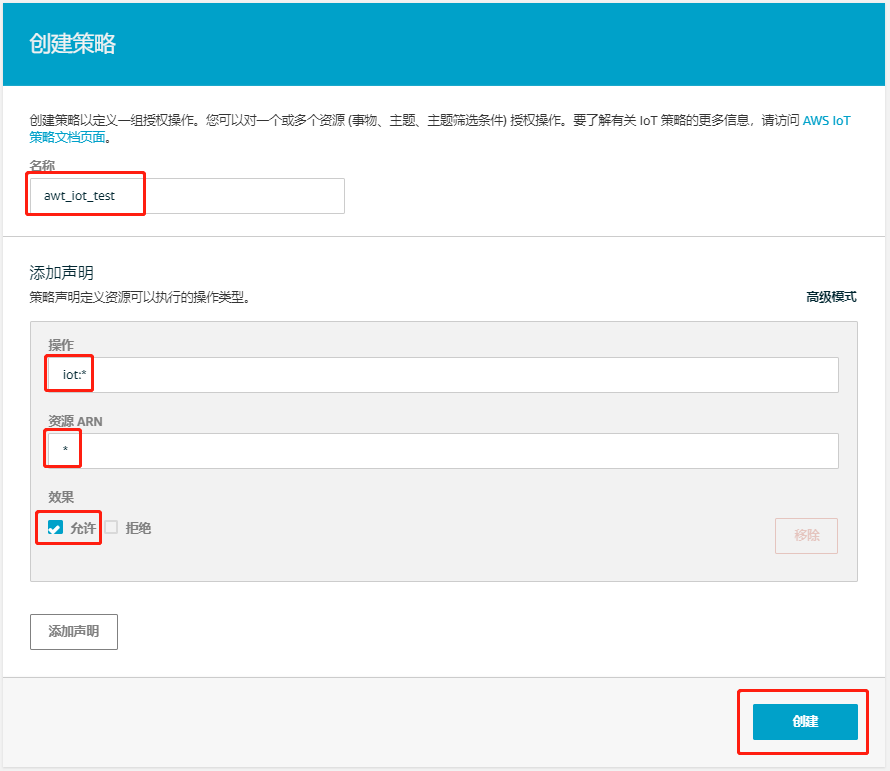 创建策略
创建策略以定义一组授权操作。您可以对一个或多个资源 (事物、主题、主题筛选条件) 授权操作。要了解有关 IoT 策略的更多信息，请访问 AWS IoT
策略文档页面。
名称
awt_iot_test
添加声明
策略声明定义资源可以执行的操作类型。
高级模式
操作
iot:*
资源 ARN
*
效果
允许 拒绝
移除
添加声明
创建